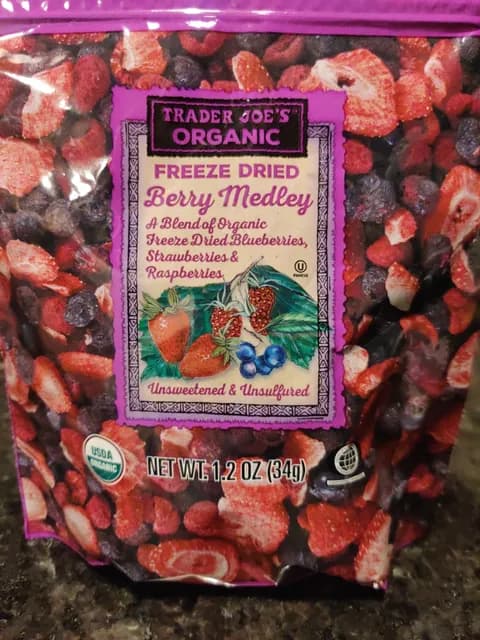 TRADER JOE'S
ORGANIC
FREEZE DRIED
Berry Medley
A Blend of Organic
Freeze Dried Blueberries,
Strawberries &
Raspberries
U
PAREVE
Unsweetened & Unsulfured
USDA
ORGANIC
NET WT. 1.2 OZ (34g)